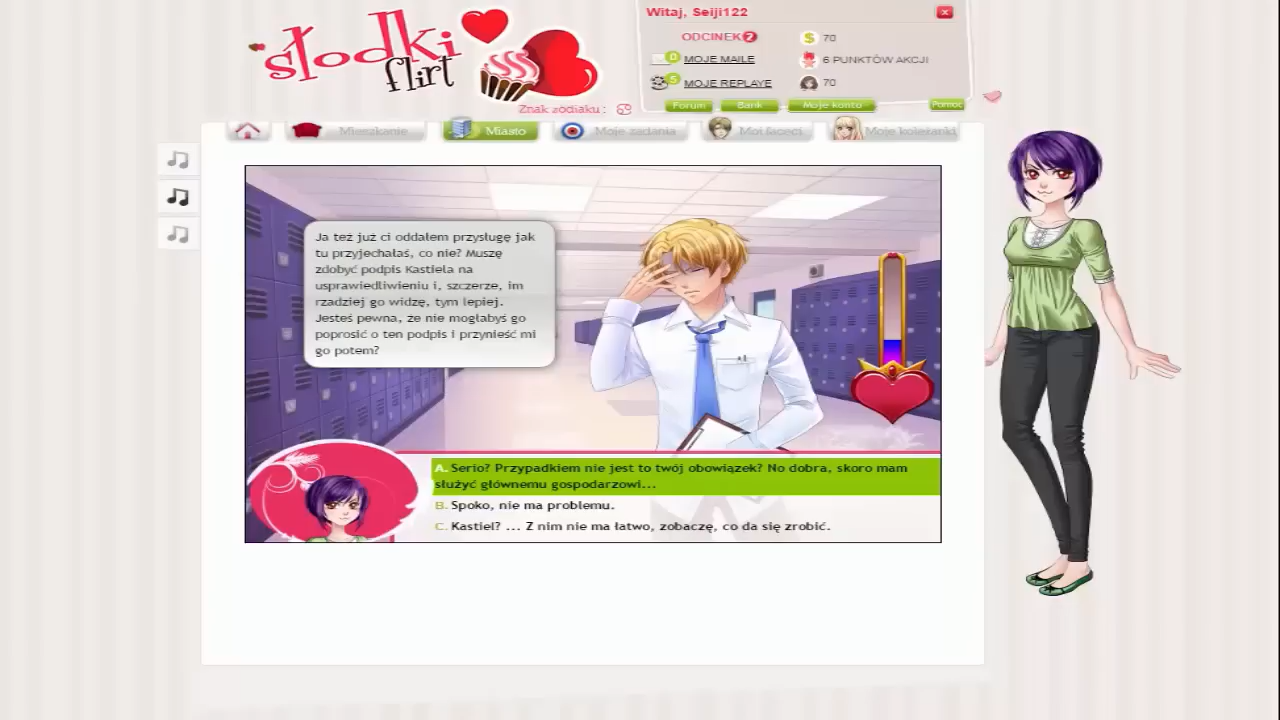 słodki
flirt
Znak zodiaku :
Witaj, Seiji122
x
ODCINEK 2
$ 70
0 MOJE MAILE
6 PUNKTÓW AKCJI
5 MOJE REPLAYE
70
Forum
Bank
Moje konto
Pomoc
Mieszkanie
Miasto
Moje zadania
Moi faceci
Moje koleżanki
Ja też już ci oddałem przysługę jak
tu przyjechałaś, co nie? Muszę
zdobyć podpis Kastiela na
usprawiedliwieniu i, szczerze, im
rzadziej go widzę, tym lepiej.
Jesteś pewna, że nie mogłabyś go
poprosić o ten podpis i przynieść mi
go potem?
A. Serio? Przypadkiem nie jest to twój obowiązek? No dobra, skoro mam
służyć głównemu gospodarzowi...
B. Spoko, nie ma problemu.
C. Kastiel? ... Z nim nie ma łatwo, zobaczę, co da się zrobić.